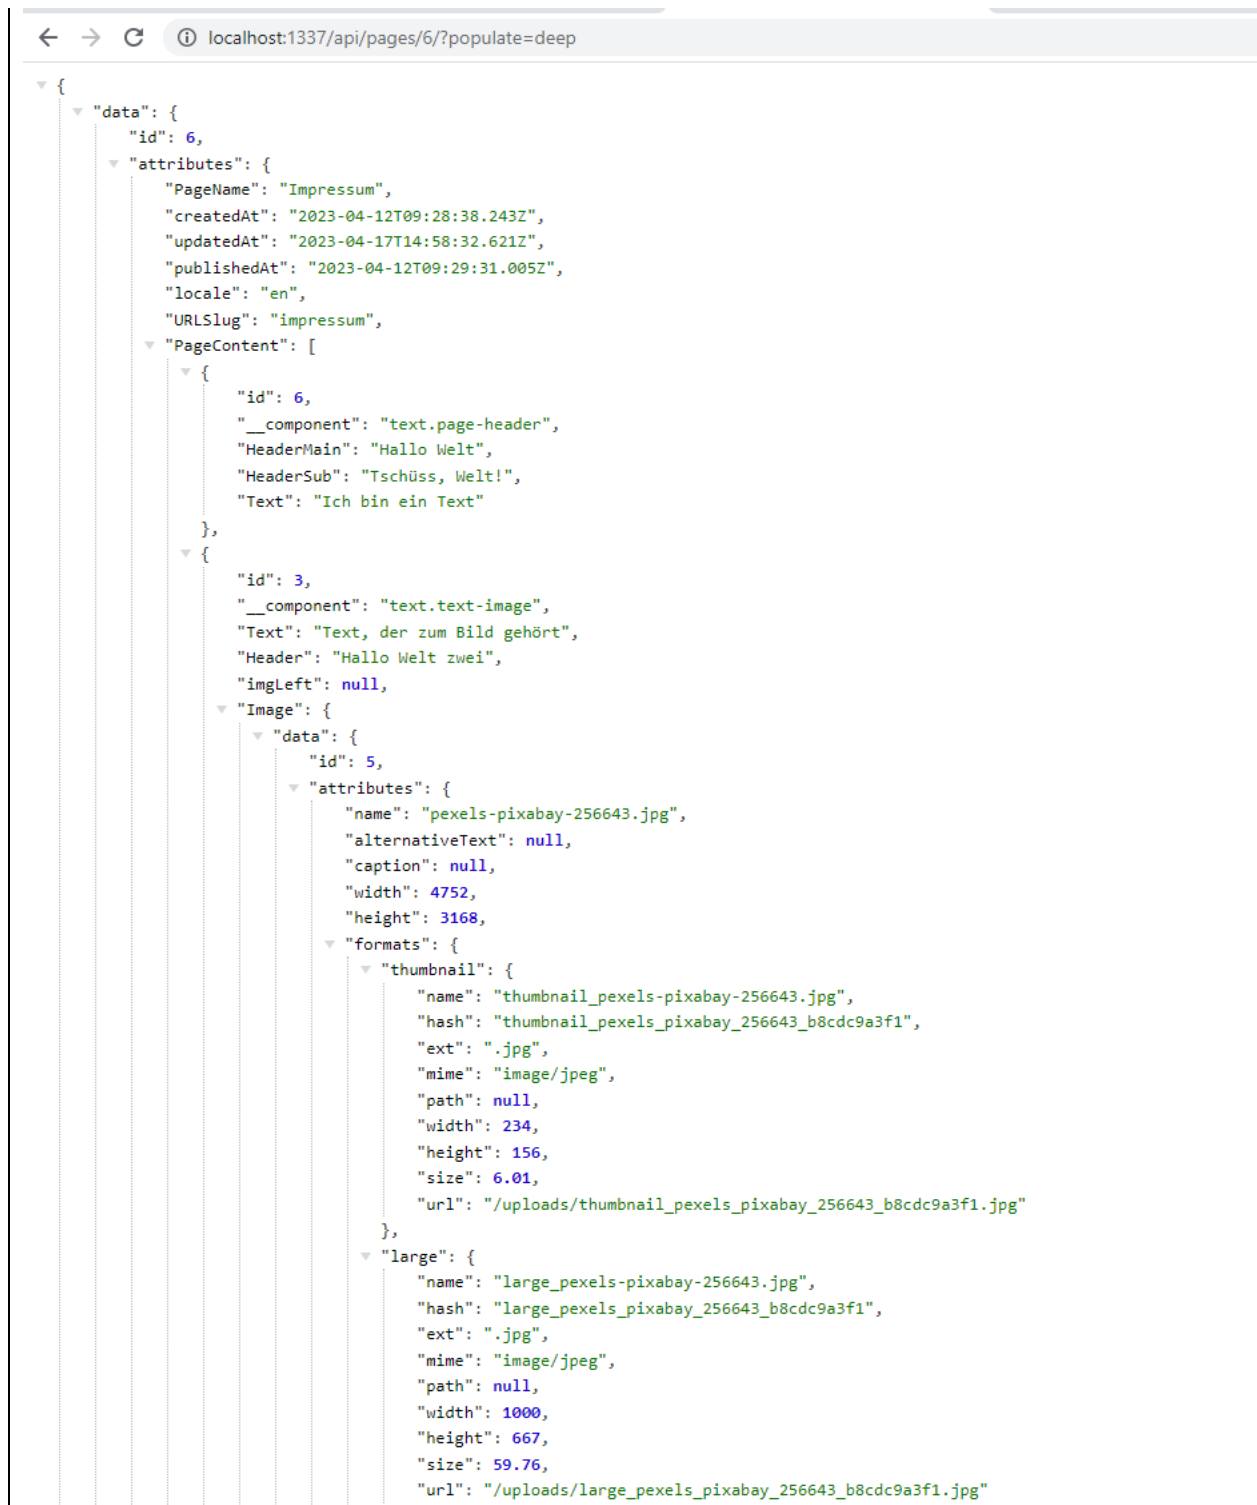 localhost:1337/api/pages/6/?populate=deep
{
"data": {
"id": 6,
"attributes": {
"PageName": "Impressum",
"createdAt": "2023-04-12T09:28:38.243Z",
"updatedAt": "2023-04-17T14:58:32.621Z",
"publishedAt": "2023-04-12T09:29:31.005Z",
"locale": "en",
"URLSlug": "impressum",
"PageContent": [
{
"id": 6,
"__component": "text.page-header",
"HeaderMain": "Hallo Welt",
"HeaderSub": "Tschüss, Welt!",
"Text": "Ich bin ein Text"
},
{
"id": 3,
"__component": "text.text-image",
"Text": "Text, der zum Bild gehört",
"Header": "Hallo Welt zwei",
"imgLeft": null,
"Image": {
"data": {
"id": 5,
"attributes": {
"name": "pexels-pixabay-256643.jpg",
"alternativeText": null,
"caption": null,
"width": 4752,
"height": 3168,
"formats": {
"thumbnail": {
"name": "thumbnail_pexels-pixabay-256643.jpg",
"hash": "thumbnail_pexels_pixabay_256643_b8cdc9a3f1",
"ext": ".jpg",
"mime": "image/jpeg",
"path": null,
"width": 234,
"height": 156,
"size": 6.01,
"url": "/uploads/thumbnail_pexels_pixabay_256643_b8cdc9a3f1.jpg"
},
"large": {
"name": "large_pexels-pixabay-256643.jpg",
"hash": "large_pexels_pixabay_256643_b8cdc9a3f1",
"ext": ".jpg",
"mime": "image/jpeg",
"path": null,
"width": 1000,
"height": 667,
"size": 59.76,
"url": "/uploads/large_pexels_pixabay_256643_b8cdc9a3f1.jpg"